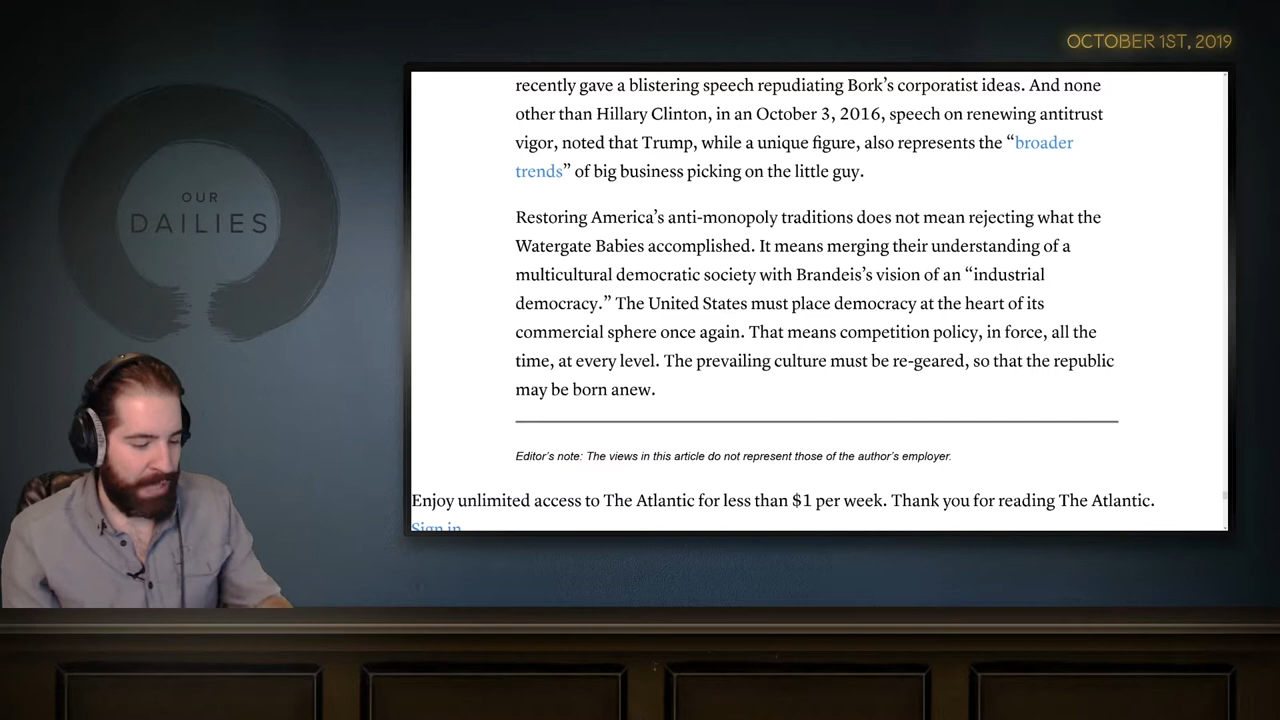 OCTOBER 1ST, 2019
OUR
DAILIES
recently gave a blistering speech repudiating Bork’s corporatist ideas. And none
other than Hillary Clinton, in an October 3, 2016, speech on renewing antitrust
vigor, noted that Trump, while a unique figure, also represents the “broader
trends” of big business picking on the little guy.
Restoring America’s anti-monopoly traditions does not mean rejecting what the
Watergate Babies accomplished. It means merging their understanding of a
multicultural democratic society with Brandeis’s vision of an “industrial
democracy.” The United States must place democracy at the heart of its
commercial sphere once again. That means competition policy, in force, all the
time, at every level. The prevailing culture must be re-geared, so that the republic
may be born anew.
Editor’s note: The views in this article do not represent those of the author’s employer.
Enjoy unlimited access to The Atlantic for less than $1 per week. Thank you for reading The Atlantic.
Sign in